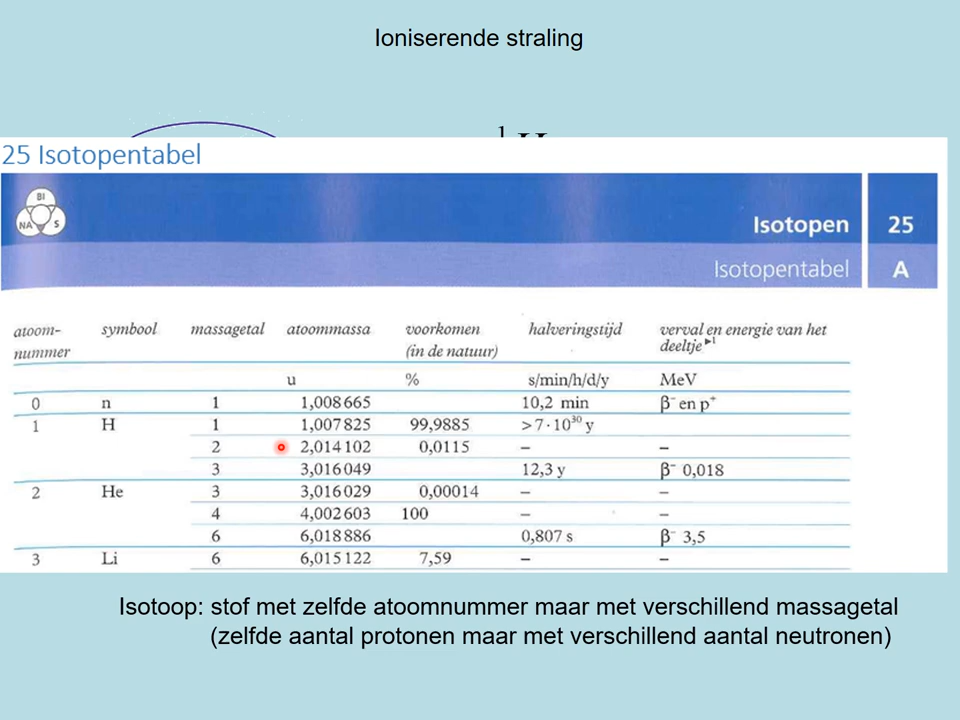 Ioniserende straling
25 Isotopentabel
BI
NA S
Isotopen 25
Isotopentabel A
atoom- symbool massagetal atoommassa voorkomen halveringstijd verval en energie van het
nummer (in de natuur) deeltje ▸1
u % s/min/h/d/y MeV
0 n 1 1,008665 10,2 min β⁻ en p⁺
1 H 1 1,007825 99,9885 >7·10³⁰ y
2 2,014102 0,0115 – –
3 3,016049 12,3 y β⁻ 0,018
2 He 3 3,016029 0,00014 – –
4 4,002603 100 – –
6 6,018886 0,807 s β⁻ 3,5
3 Li 6 6,015122 7,59 – –
Isotoop: stof met zelfde atoomnummer maar met verschillend massagetal
(zelfde aantal protonen maar met verschillend aantal neutronen)